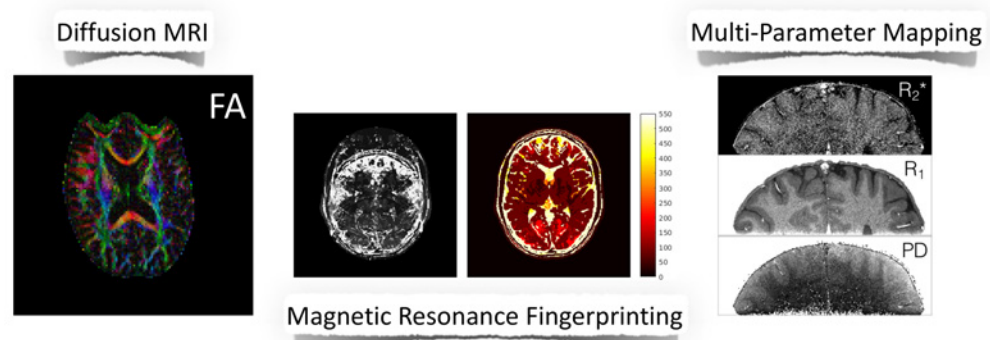 Diffusion MRI
Multi-Parameter Mapping
FA
R₂*
R₁
PD
550
500
450
400
350
300
250
200
150
100
50
0
Magnetic Resonance Fingerprinting